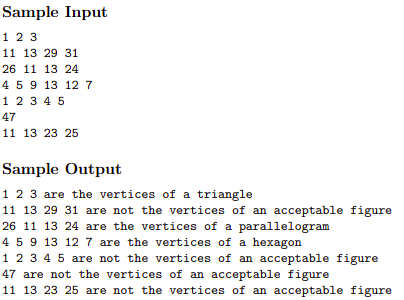 Sample Input
1 2 3
11 13 29 31
26 11 13 24
4 5 9 13 12 7
1 2 3 4 5
47
11 13 23 25
Sample Output
1 2 3 are the vertices of a triangle
11 13 29 31 are not the vertices of an acceptable figure
26 11 13 24 are the vertices of a parallelogram
4 5 9 13 12 7 are the vertices of a hexagon
1 2 3 4 5 are not the vertices of an acceptable figure
47 are not the vertices of an acceptable figure
11 13 23 25 are not the vertices of an acceptable figure